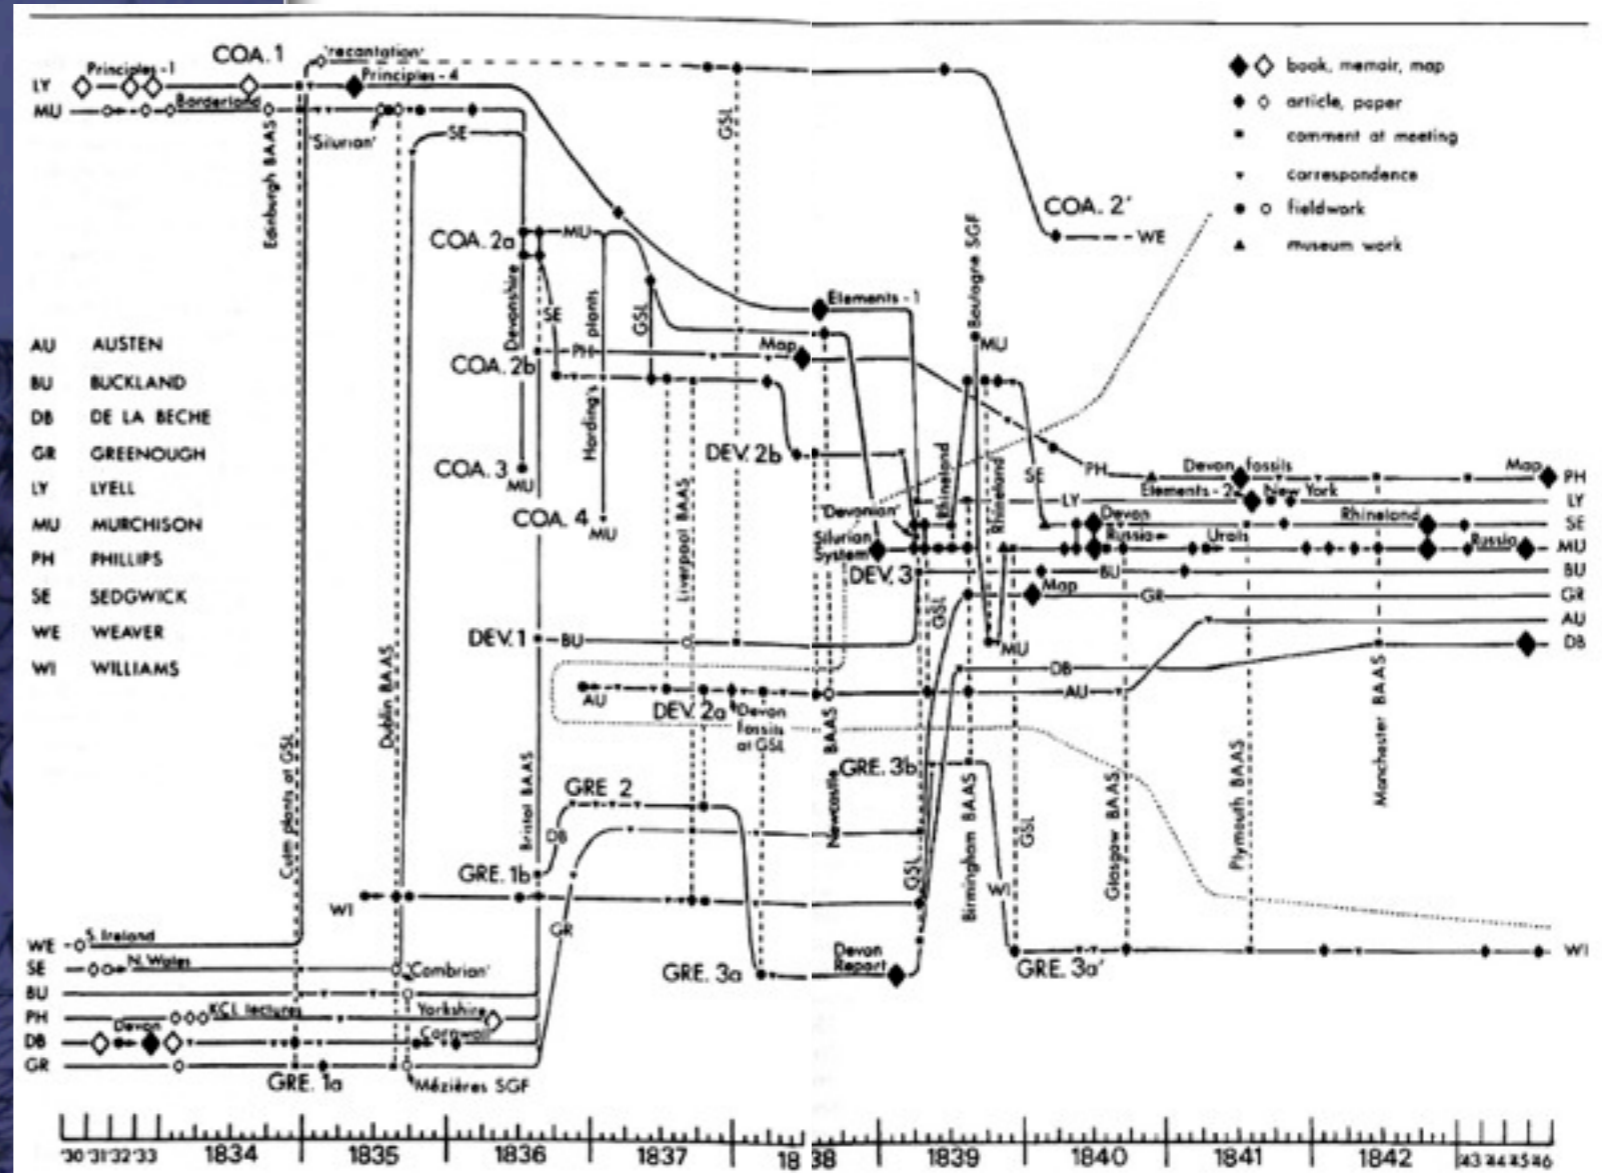 COA. 1
'recantation'
Principles-1
Principles-4
LY
MU
Borderland
'Silurian'
SE
Edinburgh BAAS
GSL
book, memoir, map
article, paper
comment at meeting
correspondence
fieldwork
museum work
COA. 2'
WE
COA. 2a
MU
Devonshire
SE
Harding's plants
GSL
Boulogne SGF
MU
Elements-1
Map
PH
COA. 2b
AU AUSTEN
BU BUCKLAND
DB DE LA BECHE
GR GREENOUGH
LY LYELL
MU MURCHISON
PH PHILLIPS
SE SEDGWICK
WE WEAVER
WI WILLIAMS
COA. 3
MU
COA. 4
MU
DEV. 2b
Rhineland
Rhineland
'Devonian'
Silurian
System
DEV. 3
SE
PH
Devon fossils
Map
PH
LY
Elements-2
New York
LY
Devon
Rhineland
SE
Russia
Urals
Russia
MU
BU
BU
Map
GR
GR
AU
DB
DB
AU
MU
Liverpool BAAS
DEV. 1
BU
AU
DEV. 2a
Devon
fossils
at GSL
Dublin BAAS
Culm plants at GSL
Bristol BAAS
Newcastle BAAS
GSL
GSL
Birmingham BAAS
GSL
Glasgow BAAS
Plymouth BAAS
Manchester BAAS
GRE. 3b
GRE 2
DB
GRE. 1b
WI
GR
WI
WE
S. Ireland
SE
N. Wales
'Cambrian'
BU
PH
KCL lectures
Yorkshire
DB
Devon
Cornwall
GR
GRE. 1a
Mézières SGF
GRE. 3a
Devon
Report
GRE. 3a'
WI
'30 '31 '32 '33 1834 1835 1836 1837 18 38 1839 1840 1841 1842 '43 '44 '45 '46